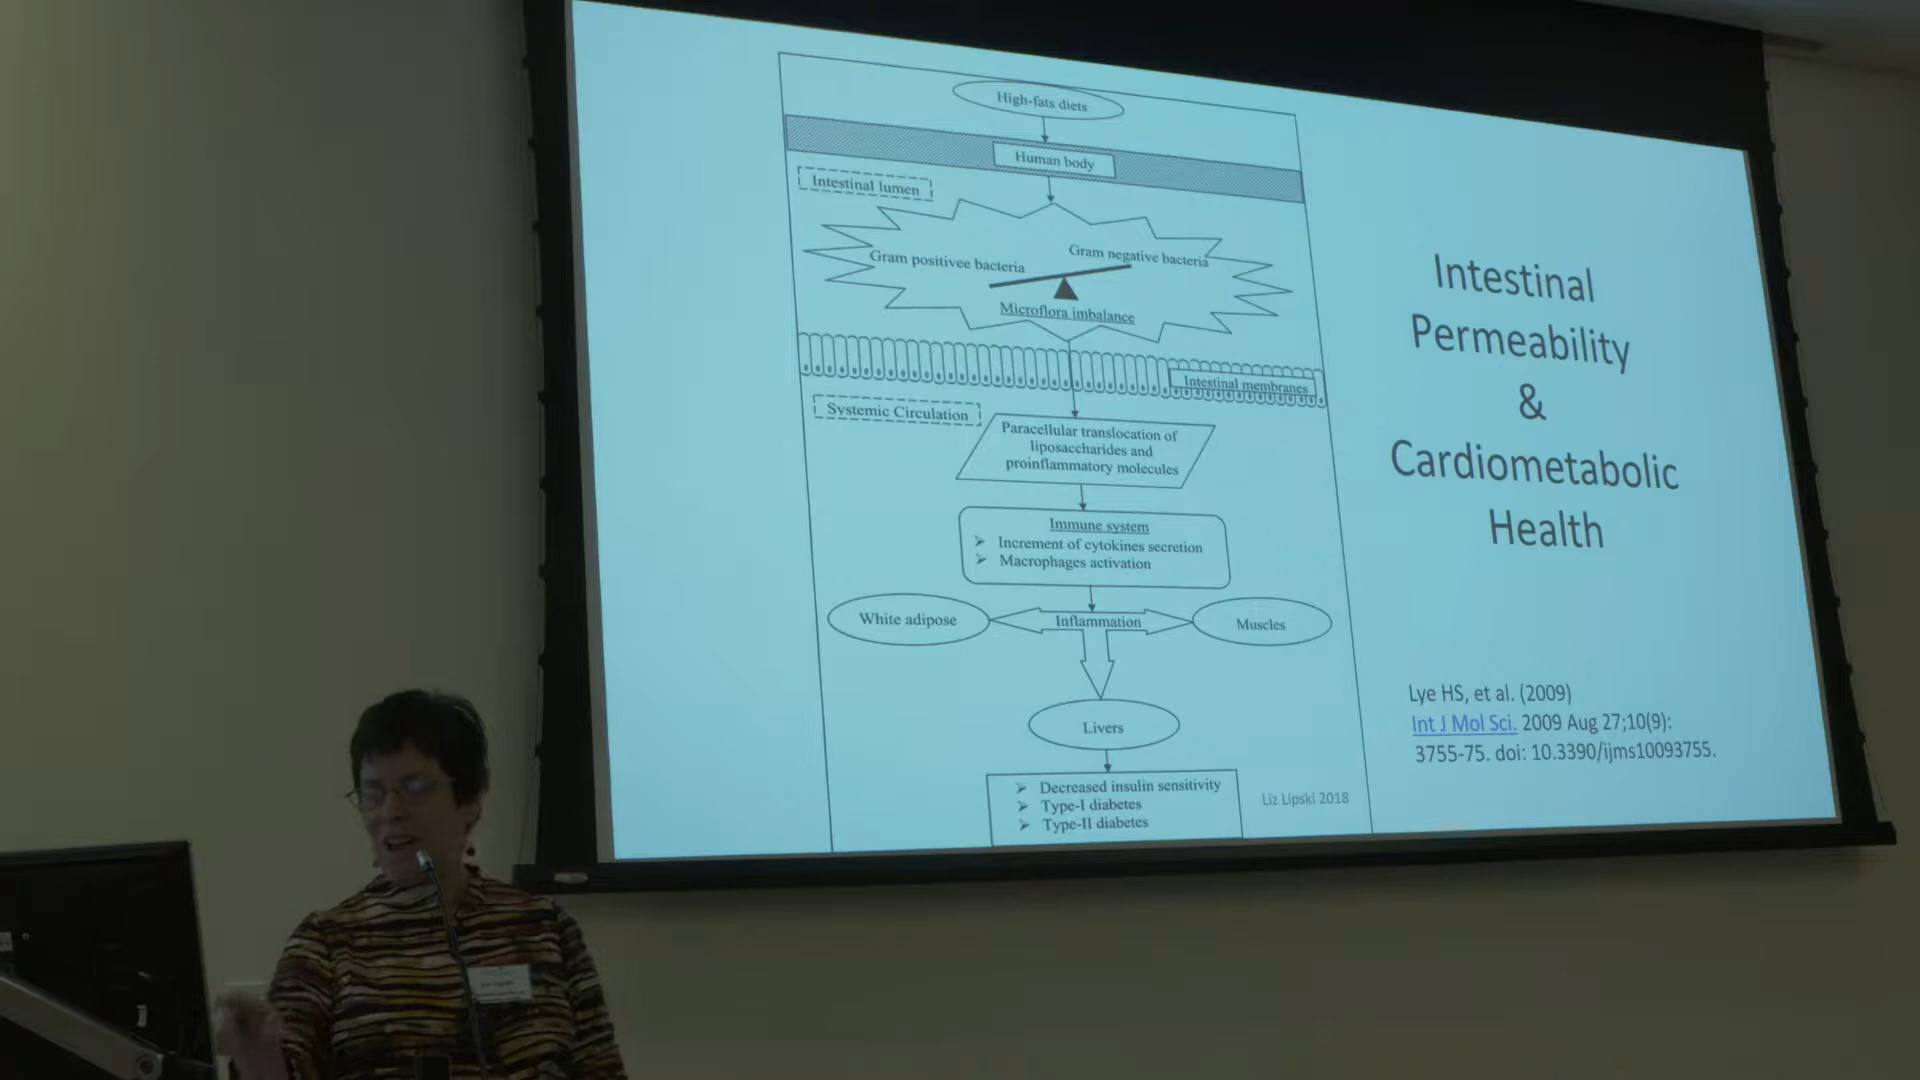 High-fats diets
Human body
Intestinal lumen
Gram positivee bacteria
Gram negative bacteria
Microflora imbalance
Intestinal membranes
Systemic Circulation
Paracellular translocation of
liposaccharides and
proinflammatory molecules
Immune system
➢ Increment of cytokines secretion
➢ Macrophages activation
White adipose
Inflammation
Muscles
Livers
➢ Decreased insulin sensitivity
➢ Type-I diabetes
➢ Type-II diabetes
Liz Lipski 2018
Intestinal
Permeability
&
Cardiometabolic
Health
Lye HS, et al. (2009)
Int J Mol Sci. 2009 Aug 27;10(9):
3755-75. doi: 10.3390/ijms10093755.